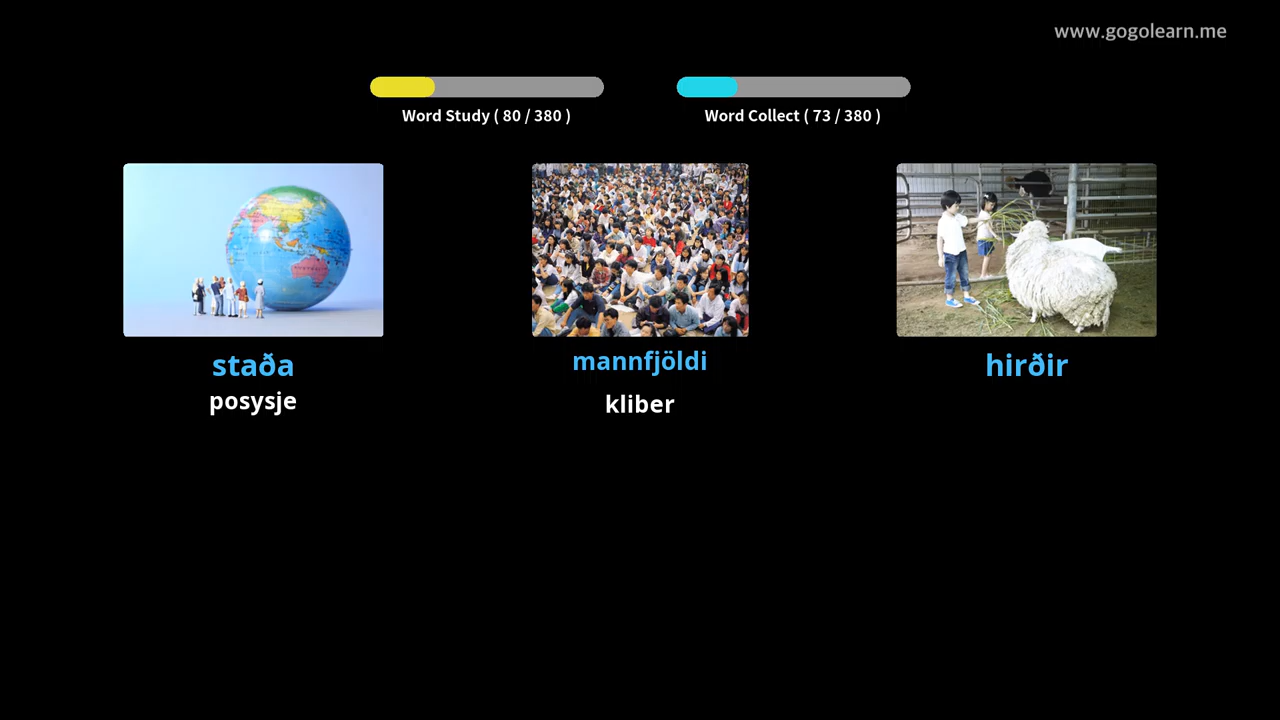 www.gogolearn.me
Word Study ( 80 / 380 )
Word Collect ( 73 / 380 )
staða
mannfjöldi
hirðir
posysje
kliber